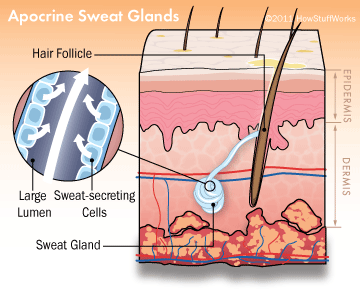 Apocrine Sweat Glands
©2011 HowStuffWorks
Hair Follicle
EPIDERMIS
DERMIS
Large
Lumen
Sweat-secreting
Cells
Sweat Gland